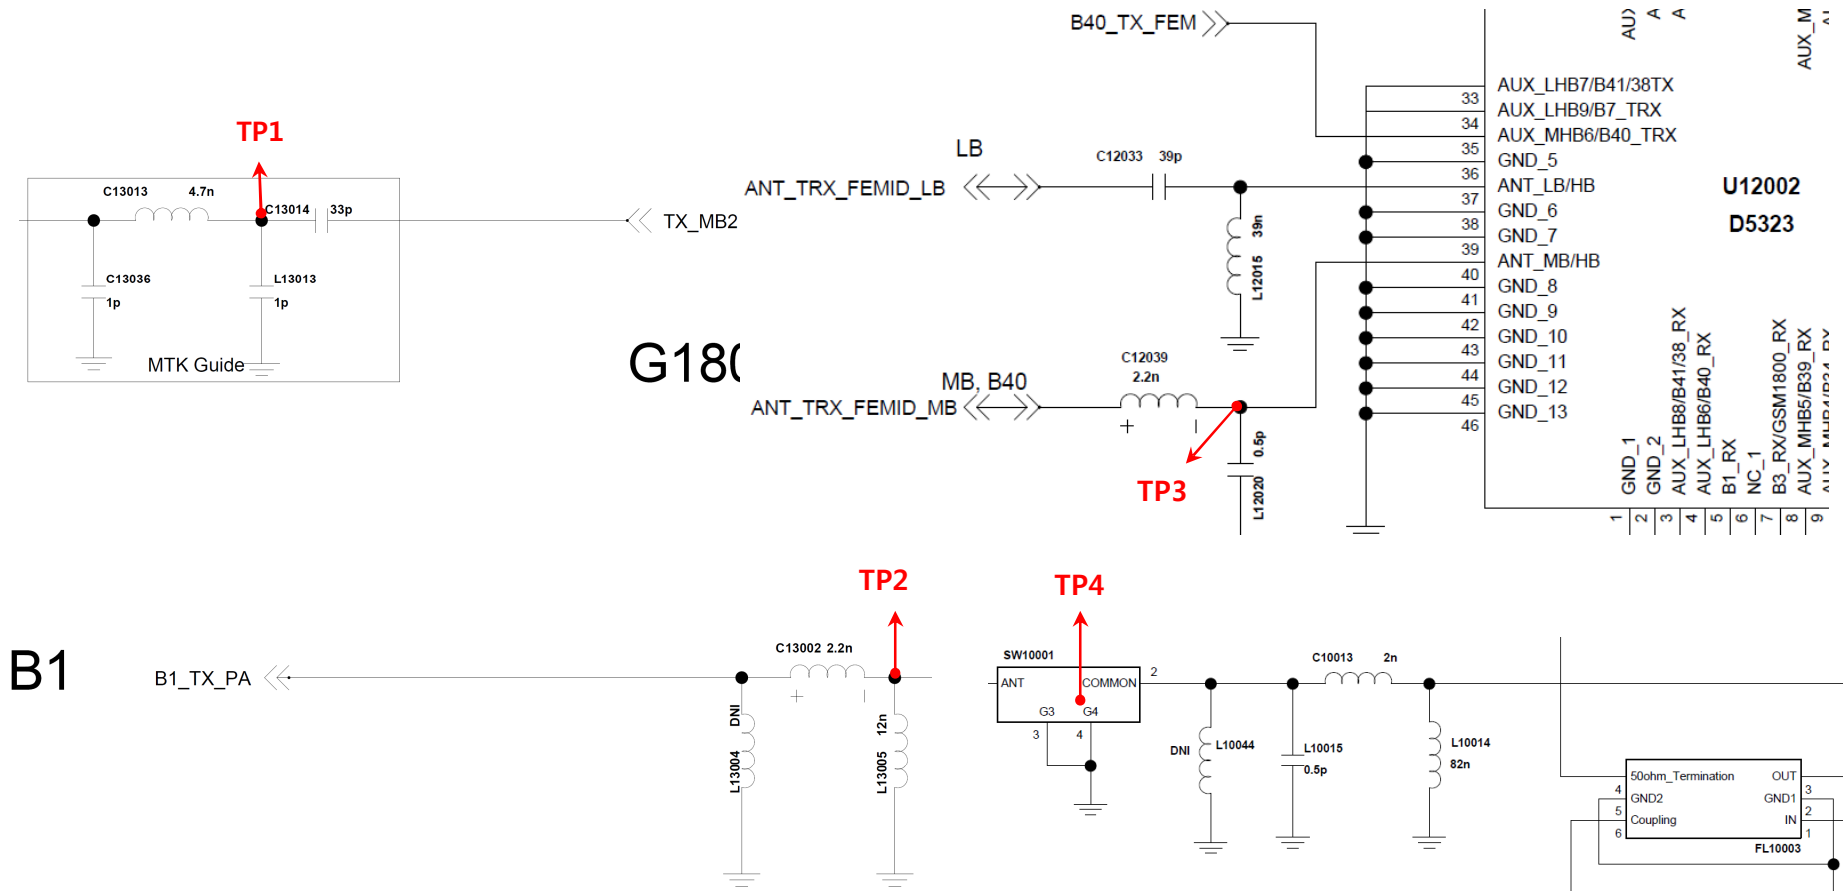 B40_TX_FEM
AUX
A
A
AUX_M
AUX_LHB7/B41/38TX
33
AUX_LHB9/B7_TRX
34
AUX_MHB6/B40_TRX
35
GND_5
36
ANT_LB/HB
37
GND_6
38
GND_7
39
ANT_MB/HB
40
GND_8
41
GND_9
42
GND_10
43
GND_11
44
GND_12
45
GND_13
46
U12002
D5323
GND_1
GND_2
AUX_LHB8/B41/38_RX
AUX_LHB6/B40_RX
B1_RX
NC_1
B3_RX/GSM1800_RX
AUX_MHB5/B39_RX
AUX_MHB4/B34_RX
1
2
3
4
5
6
7
8
9
TP1
C13013 4.7n
C13014 33p
TX_MB2
C13036
1p
L13013
1p
MTK Guide
LB
C12033 39p
ANT_TRX_FEMID_LB
L12015 39n
G180
C12039
2.2n
MB, B40
ANT_TRX_FEMID_MB
+ -
L12020 0.5p
TP3
TP2
B1
B1_TX_PA
C13002 2.2n
+ -
L13004 DNI
L13005 12n
TP4
SW10001
ANT COMMON 2
G3 G4
3 4
C10013 2n
DNI L10044
L10015
0.5p
L10014
82n
50ohm_Termination OUT
4 3
GND2 GND1
5 2
Coupling IN
6 1
FL10003